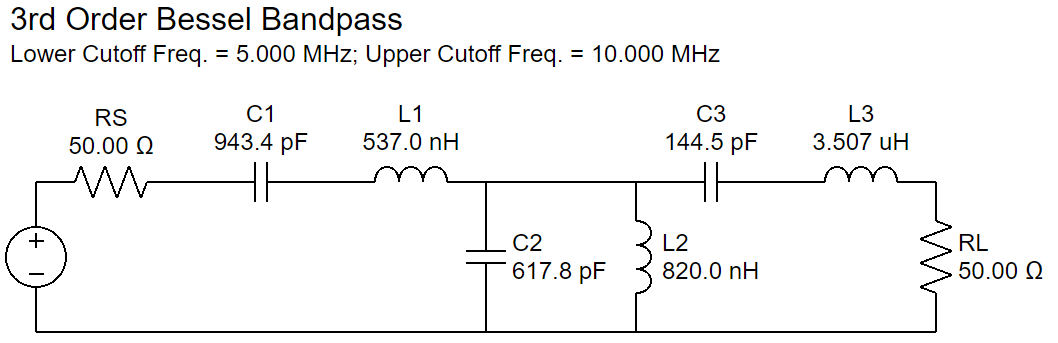 3rd Order Bessel Bandpass
Lower Cutoff Freq. = 5.000 MHz; Upper Cutoff Freq. = 10.000 MHz
RS
50.00 Ω
C1
943.4 pF
L1
537.0 nH
C3
144.5 pF
L3
3.507 uH
+
−
C2
617.8 pF
L2
820.0 nH
RL
50.00 Ω